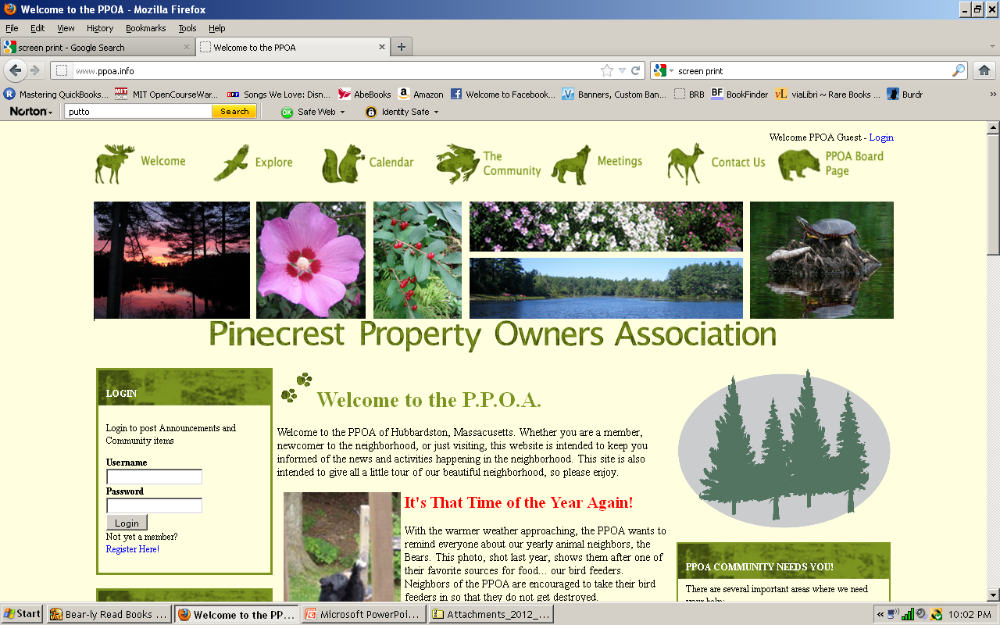 Welcome to the PPOA - Mozilla Firefox
File Edit View History Bookmarks Tools Help
screen print - Google Search
Welcome to the PPOA
www.ppoa.info
screen print
Mastering QuickBooks... MIT OpenCourseWar... Songs We Love: Disn... AbeBooks Amazon Welcome to Facebook... Banners, Custom Ban... BRB BookFinder viaLibri ~ Rare Books ... Burdr
Norton putto Search OK Safe Web Identity Safe
Welcome PPOA Guest - Login
Welcome
Explore
Calendar
The
Community
Meetings
Contact Us
PPOA Board
Page
Pinecrest Property Owners Association
LOGIN
Login to post Announcements and
Community items
Username
Password
Login
Not yet a member?
Register Here!
Welcome to the P.P.O.A.
Welcome to the PPOA of Hubbardston, Massacusetts. Whether you are a member,
newcomer to the neighborhood, or just visiting, this website is intended to keep you
informed of the news and activities happening in the neighborhood. This site is also
intended to give all a little tour of our beautiful neighborhood, so please enjoy.
It's That Time of the Year Again!
With the warmer weather approaching, the PPOA wants to
remind everyone about our yearly animal neighbors, the
Bears. This photo, shot last year, shows them after one of
their favorite sources for food... our bird feeders.
Neighbors of the PPOA are encouraged to take their bird
feeders in so that they do not get destroyed.
PPOA COMMUNITY NEEDS YOU!
There are several important areas where we need
your help:
Start Bear-ly Read Books ... Welcome to the PP... Microsoft PowerPoi... Attachments_2012_... 10:02 PM